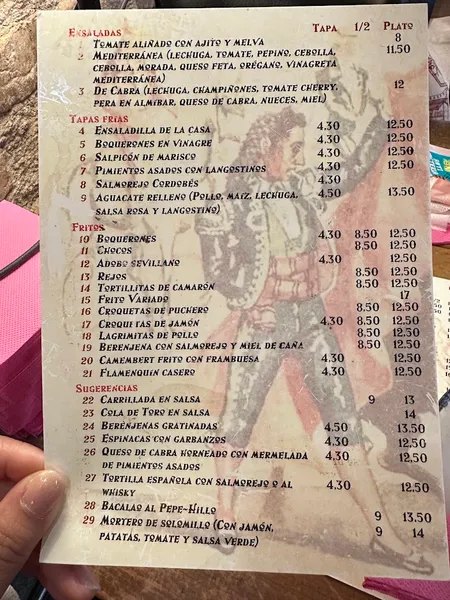 Ensaladas Tapa 1/2 Plato
1 Tomate aliñado con ajito y melva 8
2 Mediterránea (lechuga, tomate, pepino, cebolla, 11.50
cebolla, morada, queso feta, orégano, vinagreta
mediterránea)
3 De Cabra (lechuga, champiñones, tomate cherry, 12
pera en almíbar, queso de cabra, nueces, miel)
Tapas frías
4 Ensaladilla de la casa 4.30 12.50
5 Boquerones en vinagre 4.30 12.50
6 Salpicón de marisco 4.30 12.50
7 Pimientos asados con langostinos 4.30 12.50
8 Salmorejo Cordobés 4.30
9 Aguacate relleno (Pollo, maíz, lechuga, 4.50 13.50
salsa rosa y langostino)
Fritos
10 Boquerones 4.30 8.50 12.50
11 Chocos 8.50 12.50
12 Adobo sevillano 4.30 12.50
13 Rejos 8.50 12.50
14 Tortillitas de camarón 8.50 12.50
15 Frito Variado 17
16 Croquetas de puchero 8.50 12.50
17 Croquetas de jamón 4.30 8.50 12.50
18 Lagrimitas de pollo 8.50 12.50
19 Berenjena con salmorejo y miel de caña 8.50 12.50
20 Camembert frito con frambuesa 4.30 12.50
21 Flamenquin casero 4.30 12.50
Sugerencias
22 Carrillada en salsa 9 13
23 Cola de Toro en salsa 14
24 Berenjenas gratinadas 4.50 13.50
25 Espinacas con garbanzos 4.30 12.50
26 Queso de cabra horneado con mermelada 4.30 12.50
de pimientos asados
27 Tortilla española con salmorejo o al 4.30 12.50
whisky
28 Bacalao al Pepe-Hillo 9 13.50
29 Mortero de solomillo (Con jamón, 9 14
patatas, tomate y salsa verde)